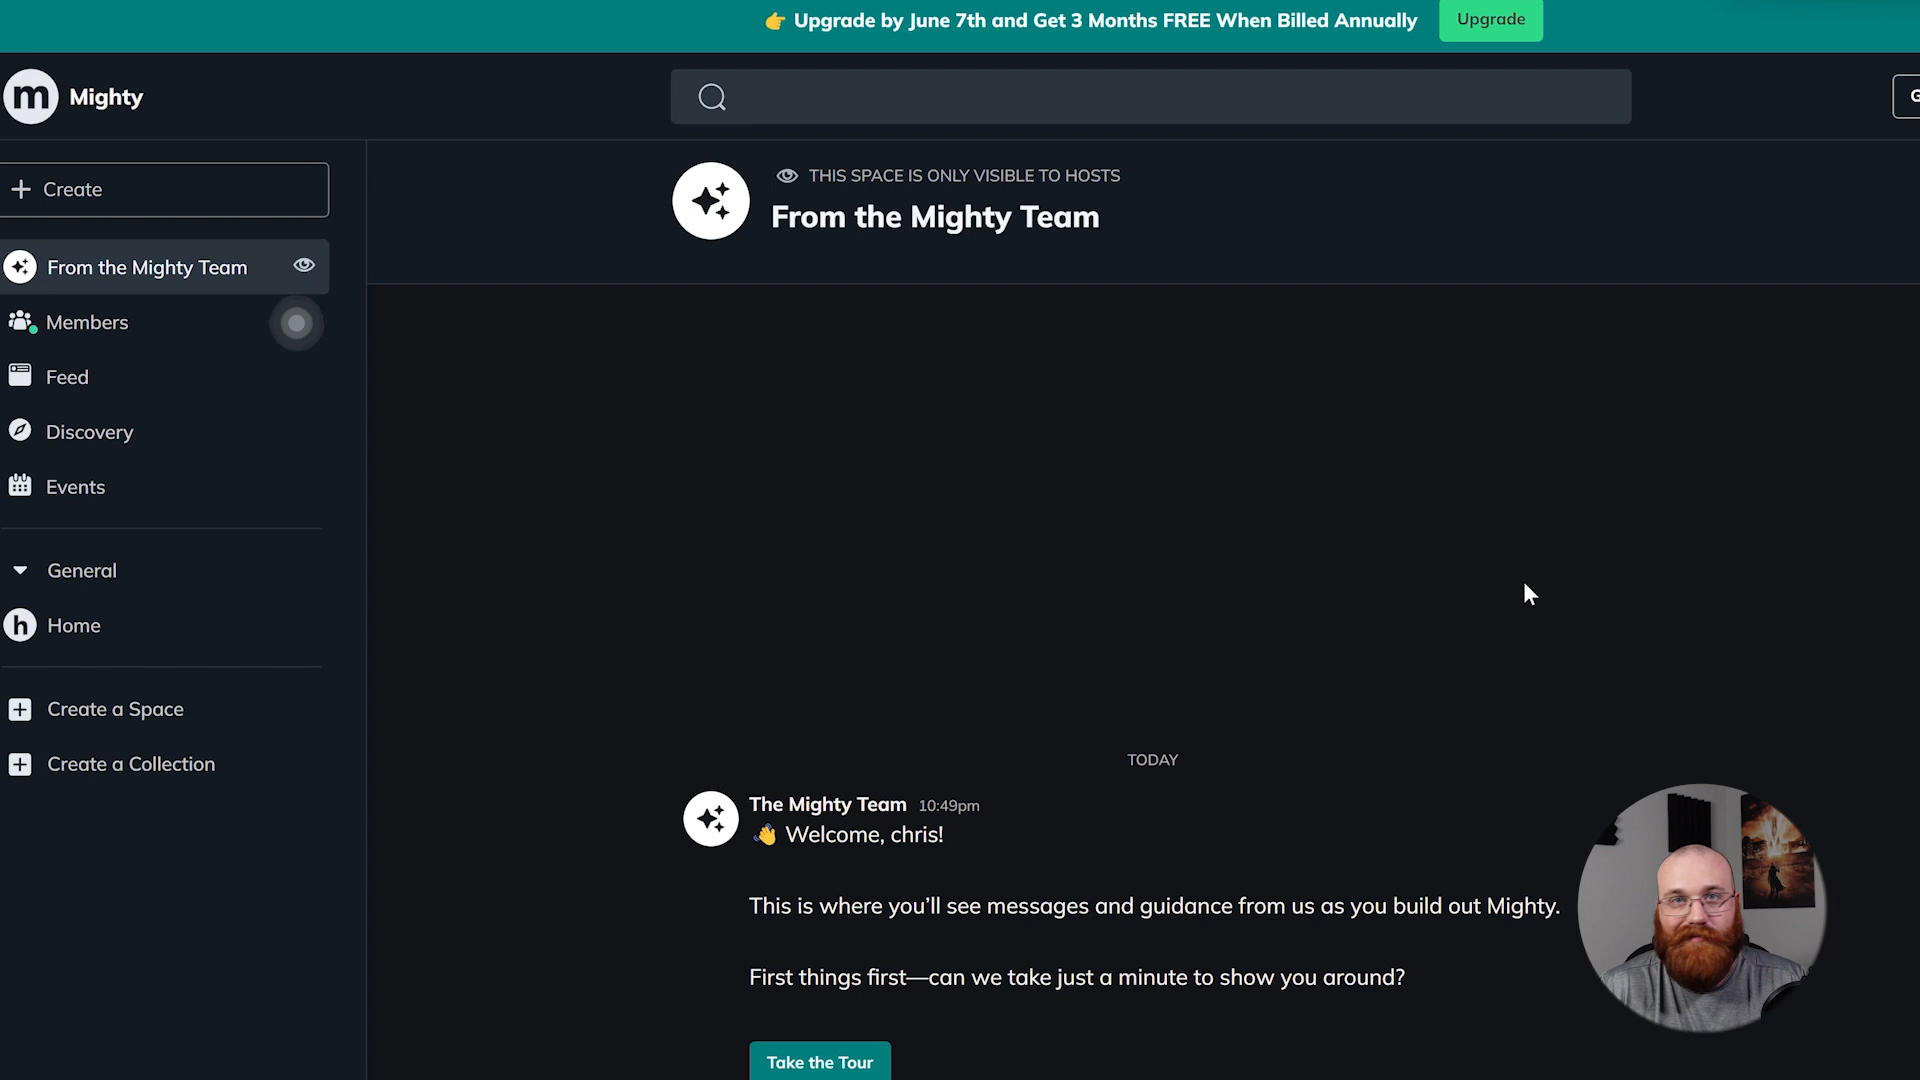 👉 Upgrade by June 7th and Get 3 Months FREE When Billed Annually
Upgrade
m
Mighty
G
Create
From the Mighty Team
Members
Feed
Discovery
Events
General
h
Home
Create a Space
Create a Collection
THIS SPACE IS ONLY VISIBLE TO HOSTS
From the Mighty Team
TODAY
The Mighty Team 10:49pm
👋 Welcome, chris!
This is where you’ll see messages and guidance from us as you build out Mighty.
First things first—can we take just a minute to show you around?
Take the Tour